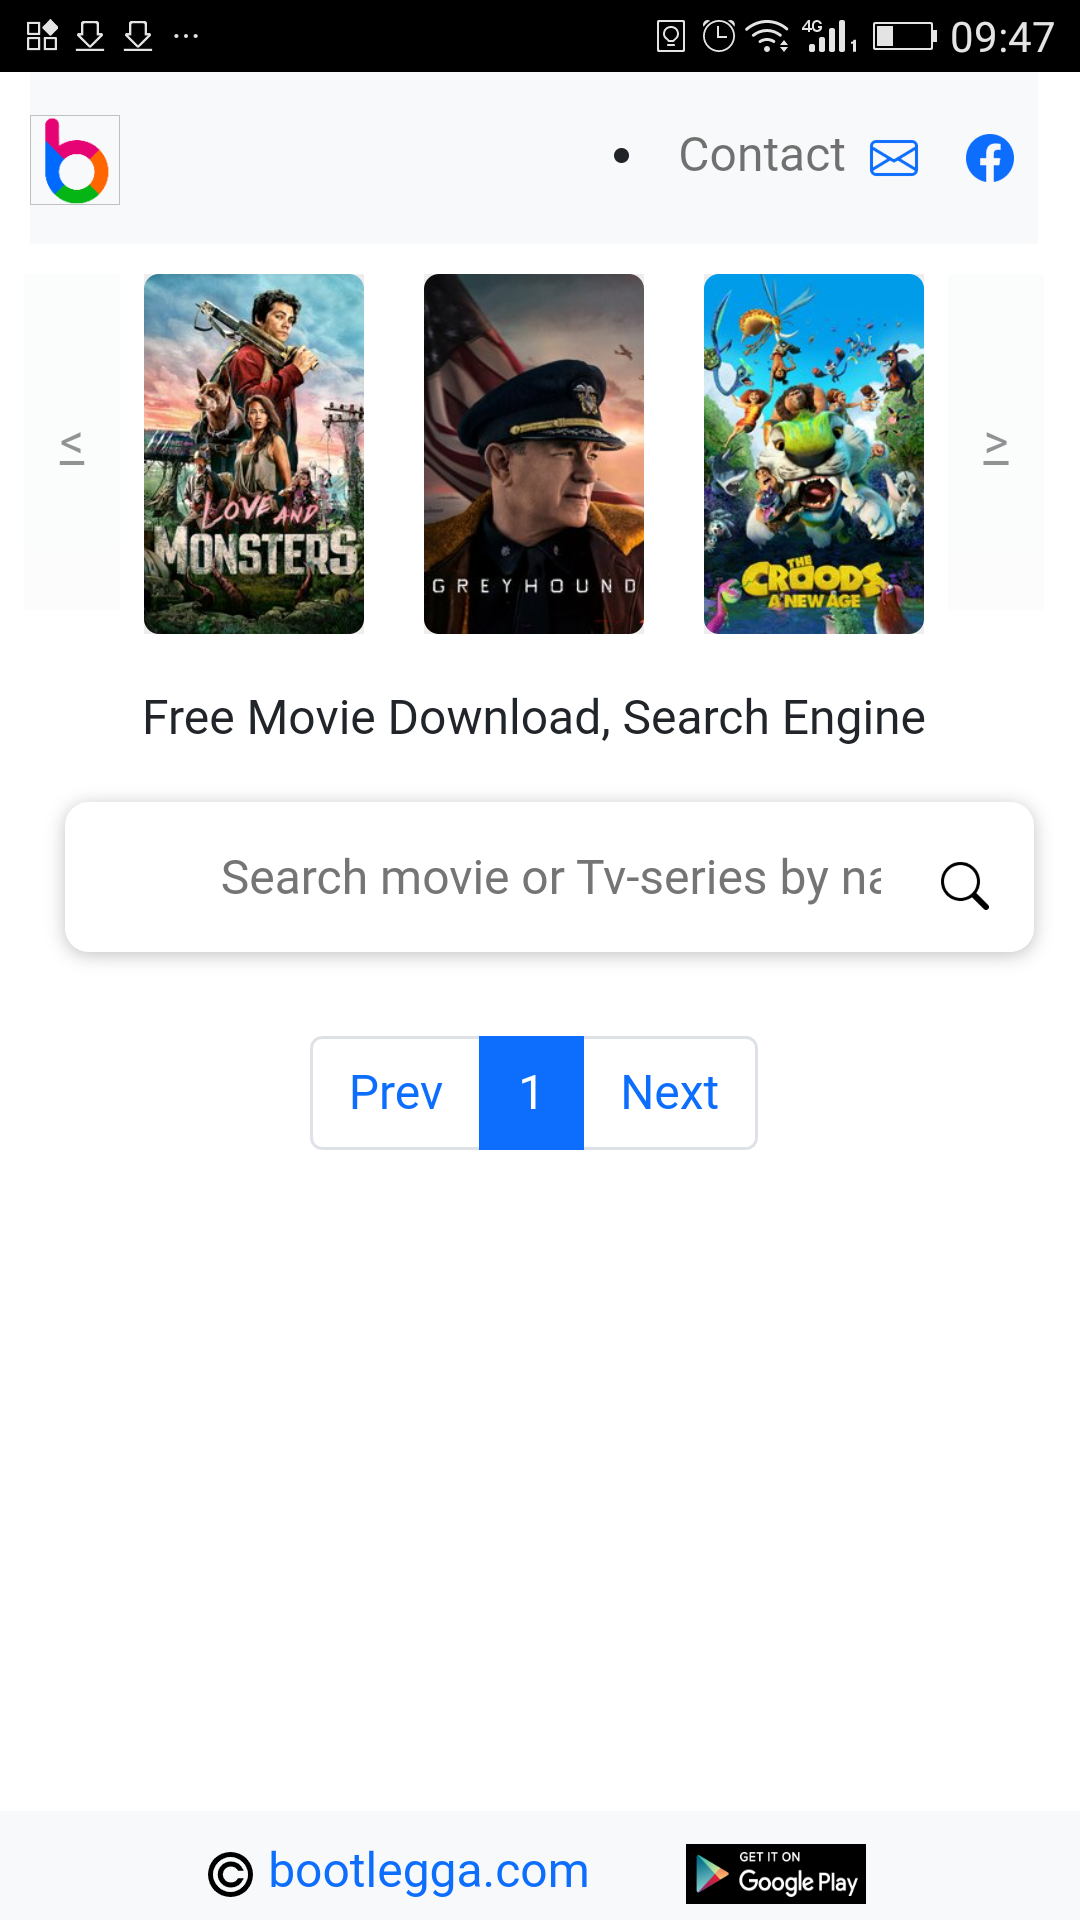 4G 1 09:47
b
Contact
LOVE AND
MONSTERS
GREYHOUND
THE
CROODS
A NEW AGE
< >
Free Movie Download, Search Engine
Search movie or Tv-series by na
Prev 1 Next
© bootlegga.com
GET IT ON
Google Play